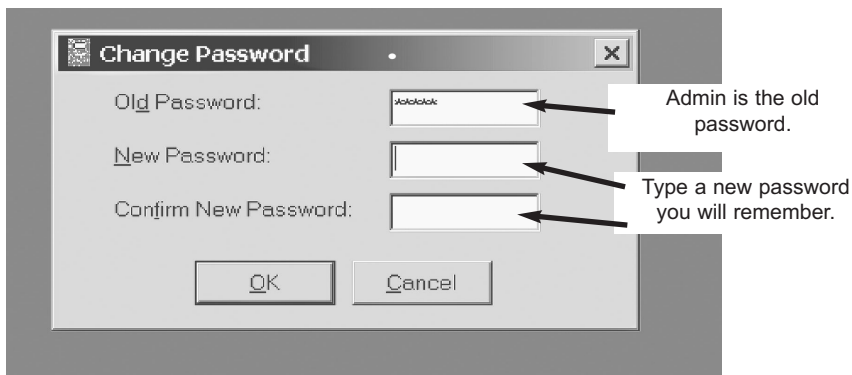 Change Password
Old Password:
*****
Admin is the old
password.
New Password:
Type a new password
you will remember.
Confirm New Password:
OK
Cancel